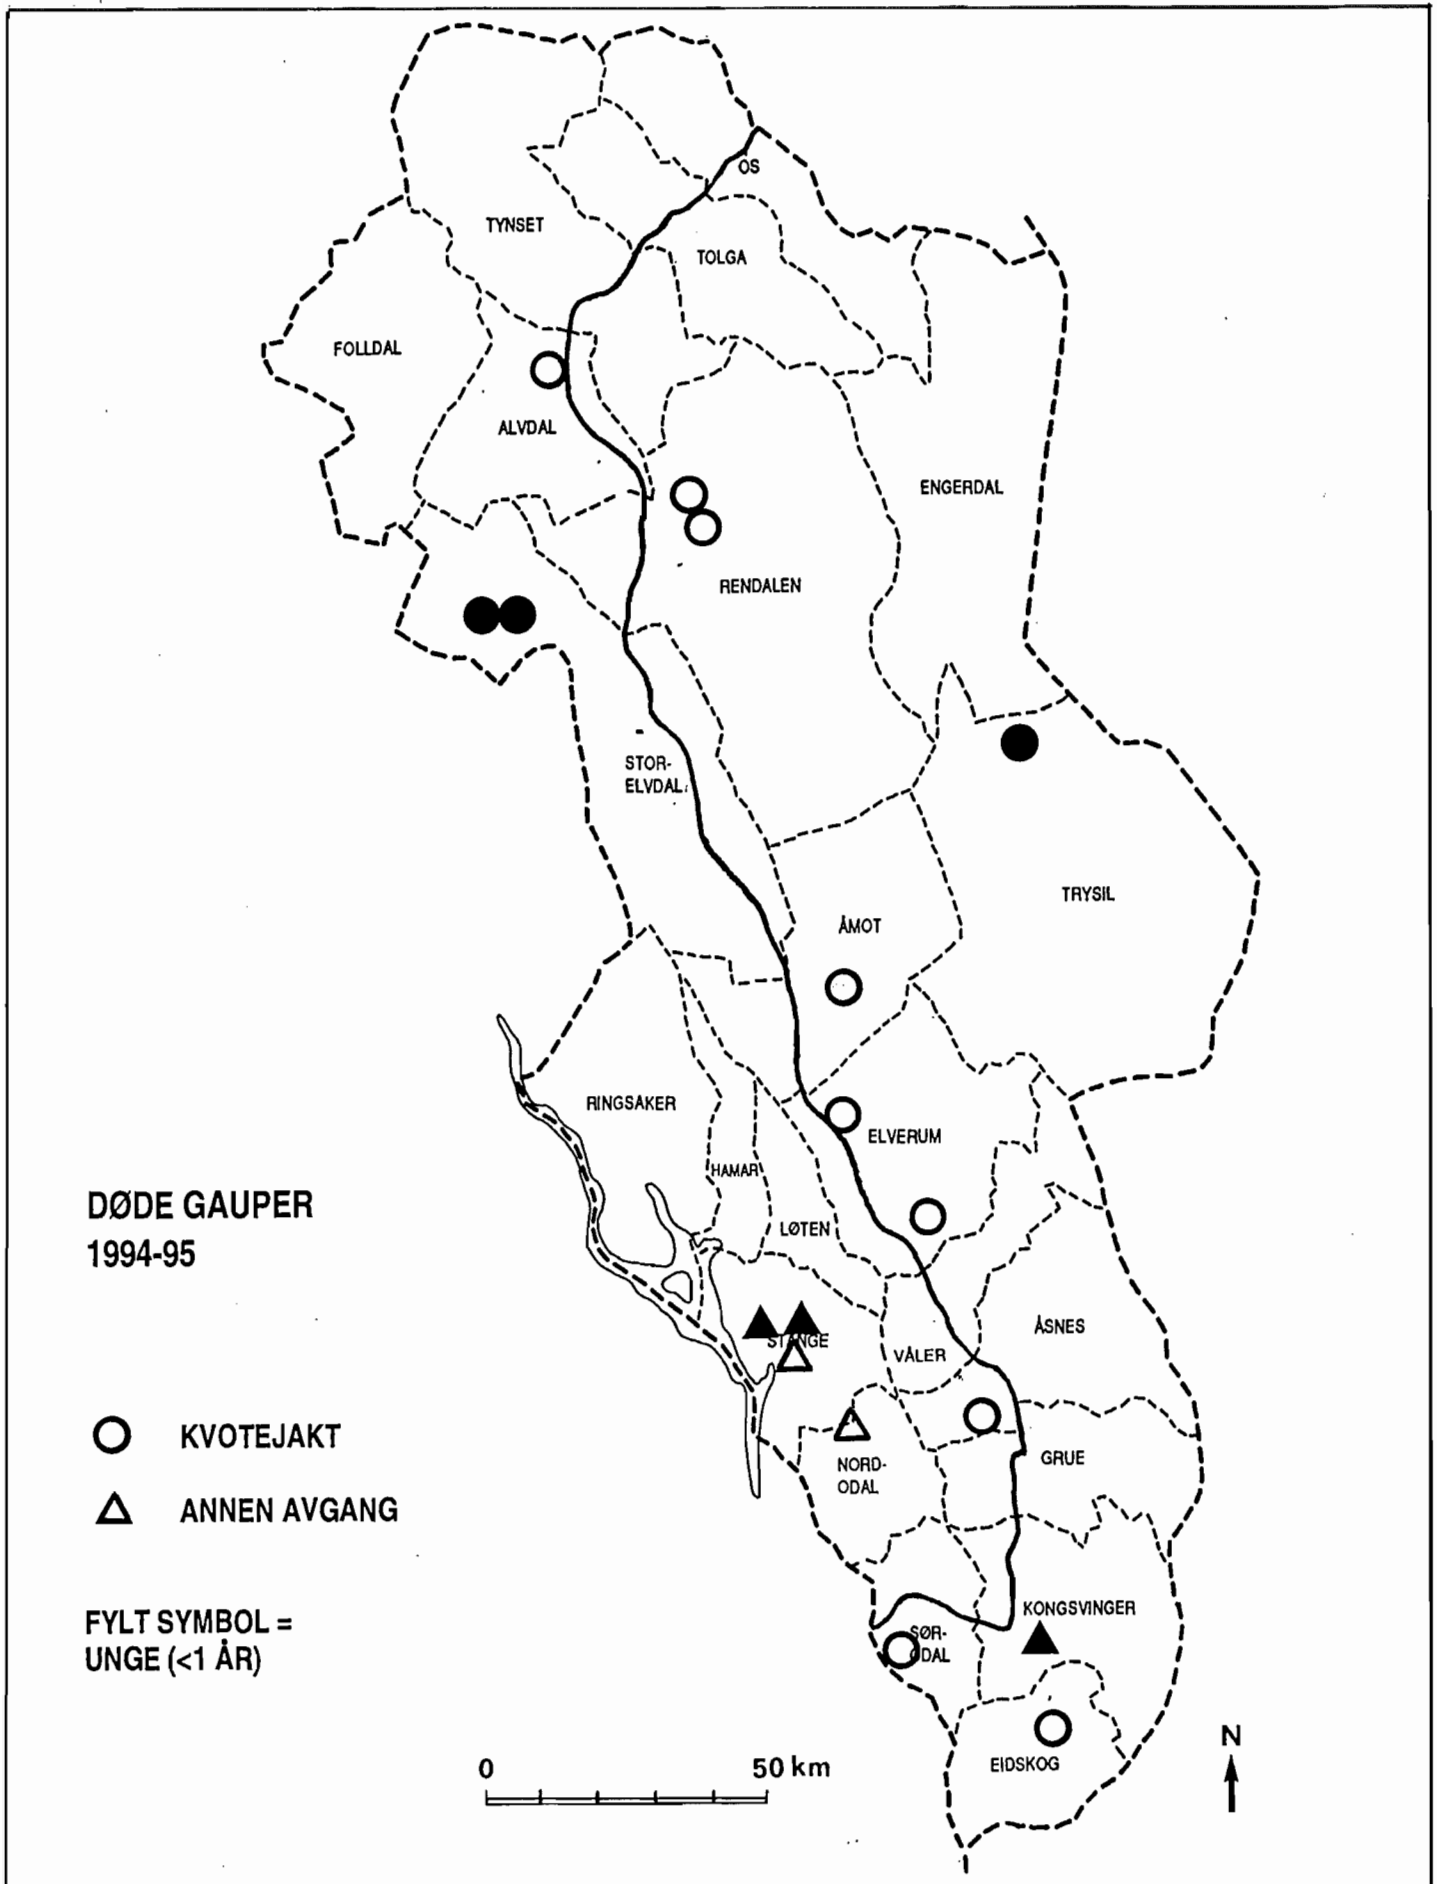 ØS
TYNSET
TOLGA
FOLLDAL
ALVDAL
ENGERDAL
RENDALEN
STOR-
ELVDAL
TRYSIL
ÅMOT
RINGSAKER
ELVERUM
HAMAR
LØTEN
DØDE GAUPER
1994-95
STANGE
ÅSNES
VÅLER
KVOTEJAKT
NORD-
ODAL
GRUE
ANNEN AVGANG
FYLT SYMBOL =
UNGE (<1 ÅR)
KONGSVINGER
SØR-
ODAL
EIDSKOG
0 50 km
N